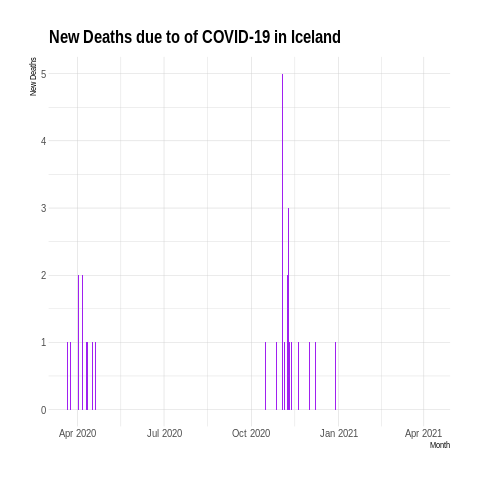 New Deaths due to of COVID-19 in Iceland
New Deaths
5
4
3
2
1
0
Apr 2020 Jul 2020 Oct 2020 Jan 2021 Apr 2021
Month